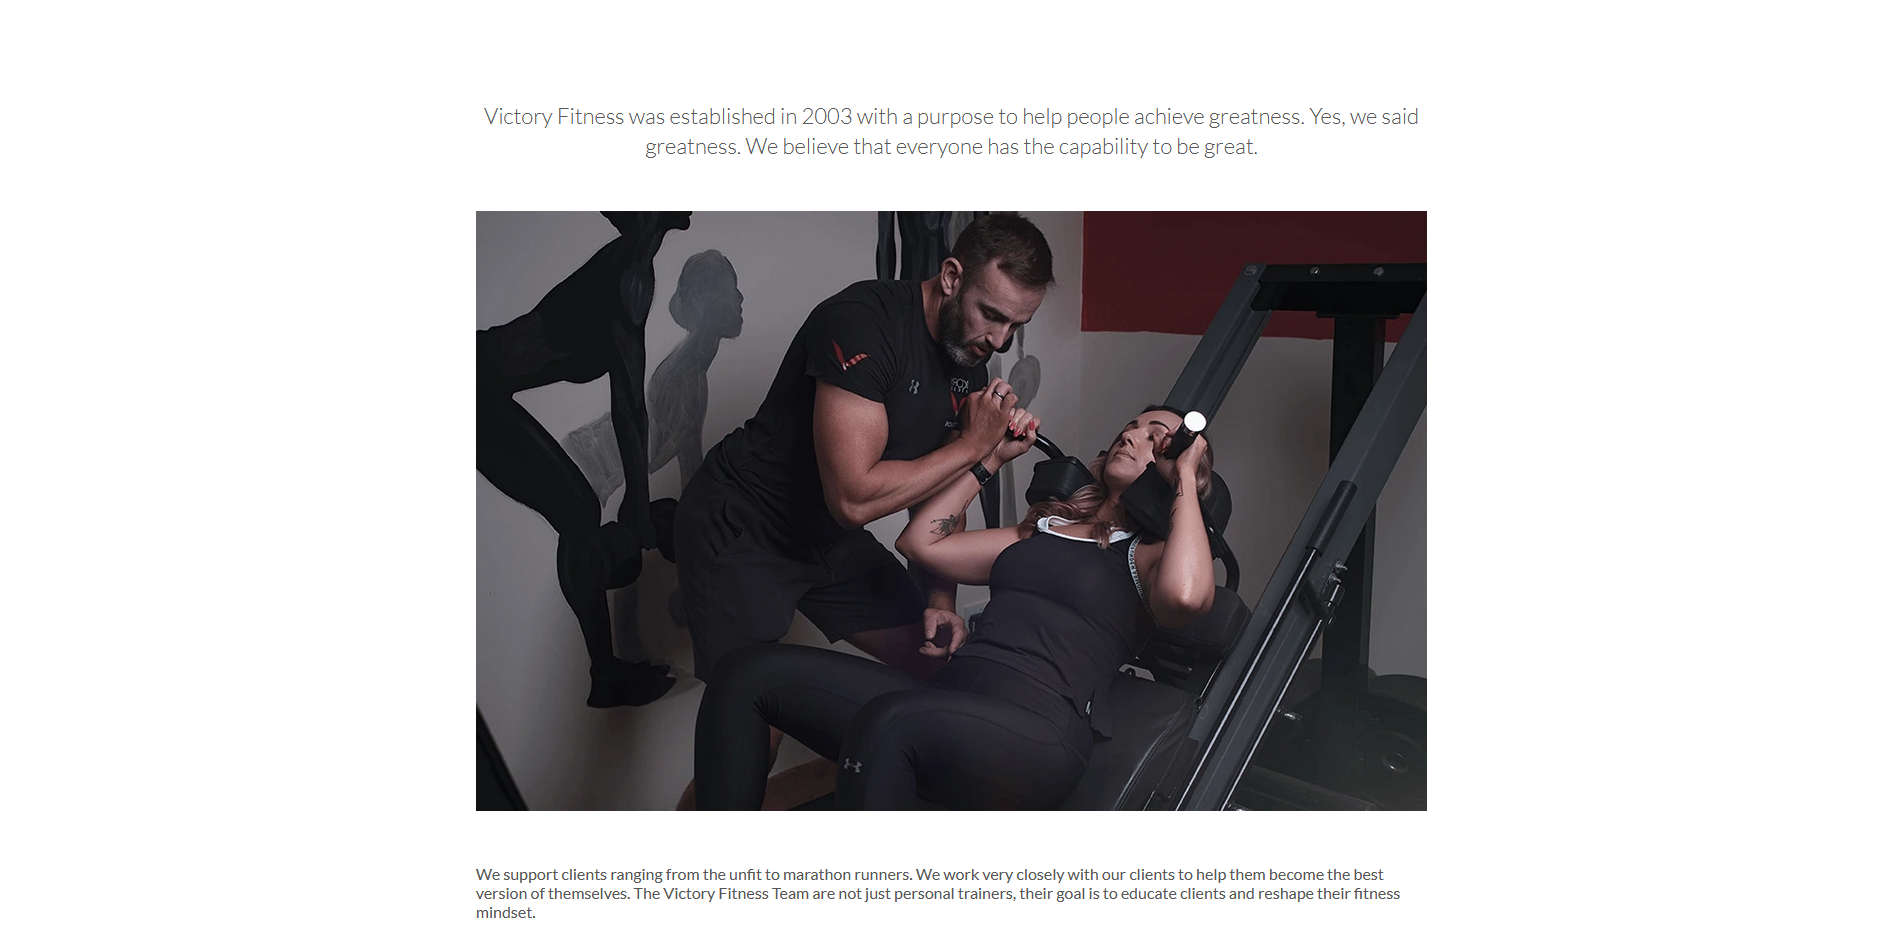 Victory Fitness was established in 2003 with a purpose to help people achieve greatness. Yes, we said
greatness. We believe that everyone has the capability to be great.
We support clients ranging from the unfit to marathon runners. We work very closely with our clients to help them become the best
version of themselves. The Victory Fitness Team are not just personal trainers, their goal is to educate clients and reshape their fitness
mindset.